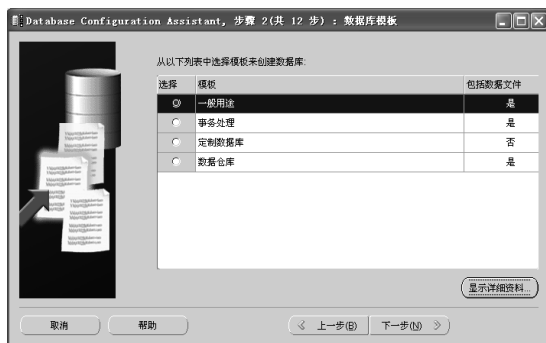 Database Configuration Assistant, 步骤 2(共 12 步) : 数据库模板
从以下列表中选择模板来创建数据库:
选择 模板 包括数据文件
一般用途 是
事务处理 是
定制数据库 否
数据仓库 是
显示详细资料...
取消 帮助 上一步(B) 下一步(N)